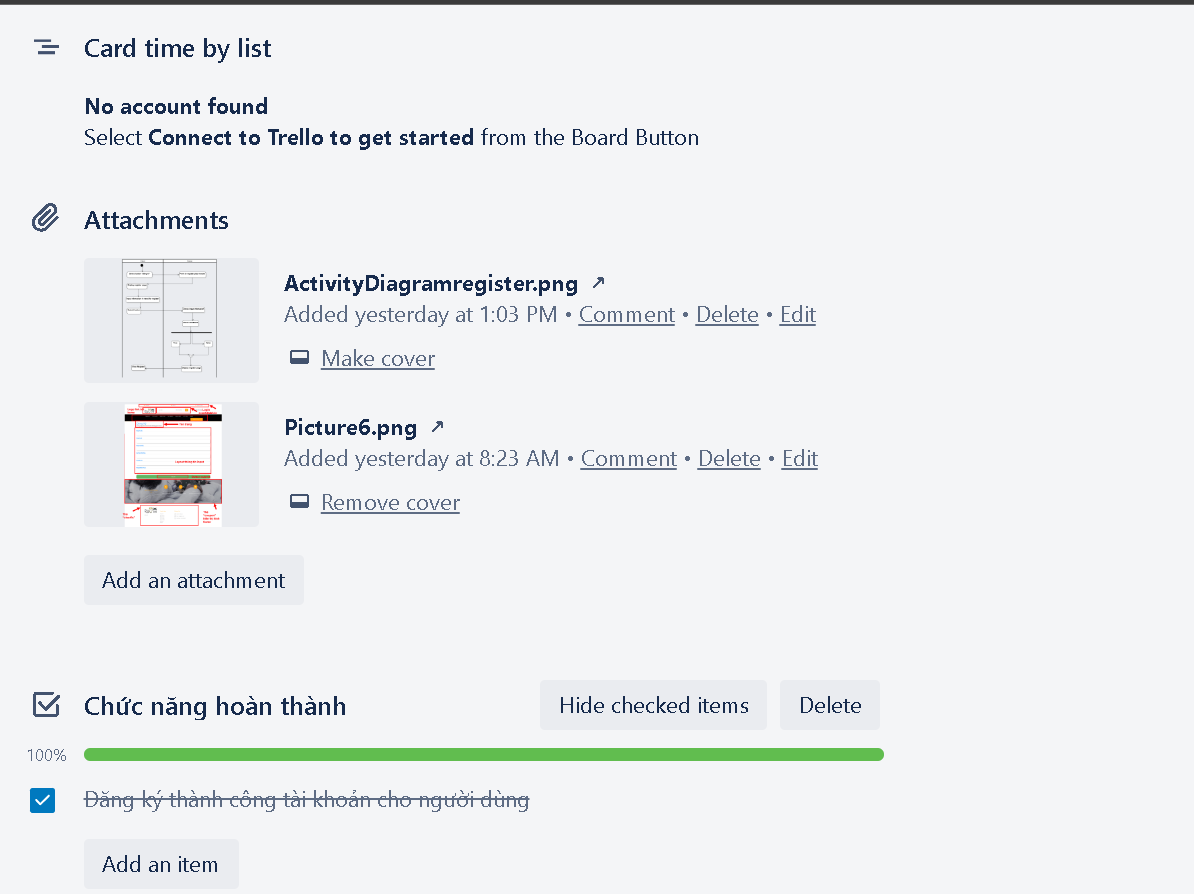 Card time by list
No account found
Select Connect to Trello to get started from the Board Button
Attachments
ActivityDiagramregister.png ↗
Added yesterday at 1:03 PM • Comment • Delete • Edit
Make cover
Picture6.png ↗
Added yesterday at 8:23 AM • Comment • Delete • Edit
Remove cover
Add an attachment
Chức năng hoàn thành
Hide checked items
Delete
100%
Đăng ký thành công tài khoản cho người dùng
Add an item